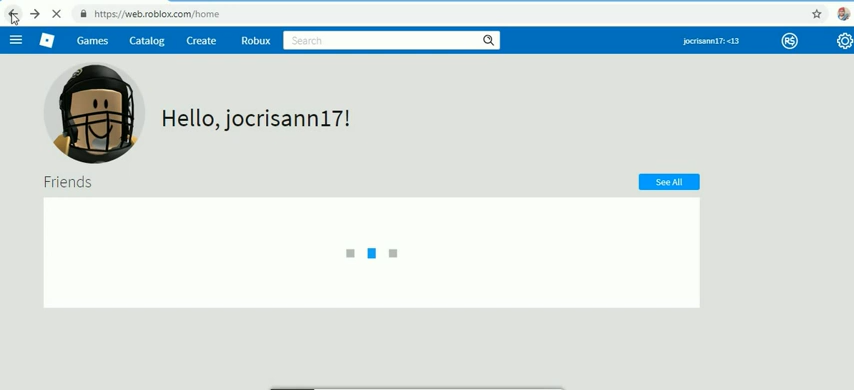 https://web.roblox.com/home
Games Catalog Create Robux Search jocrisann17: <13 R$
Hello, jocrisann17!
Friends See All